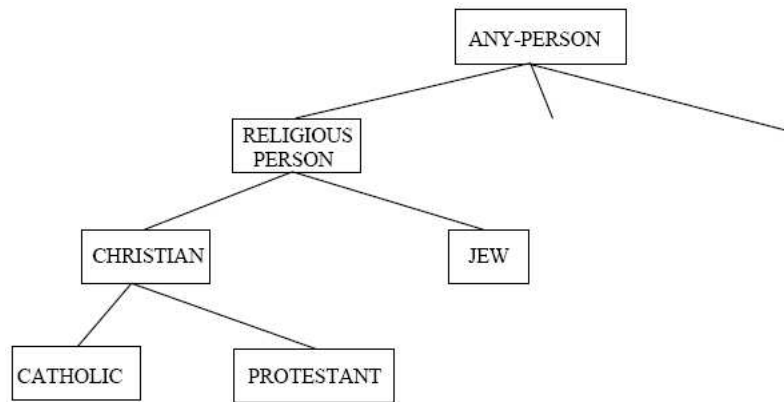 ANY-PERSON
RELIGIOUS
PERSON
CHRISTIAN
JEW
CATHOLIC
PROTESTANT